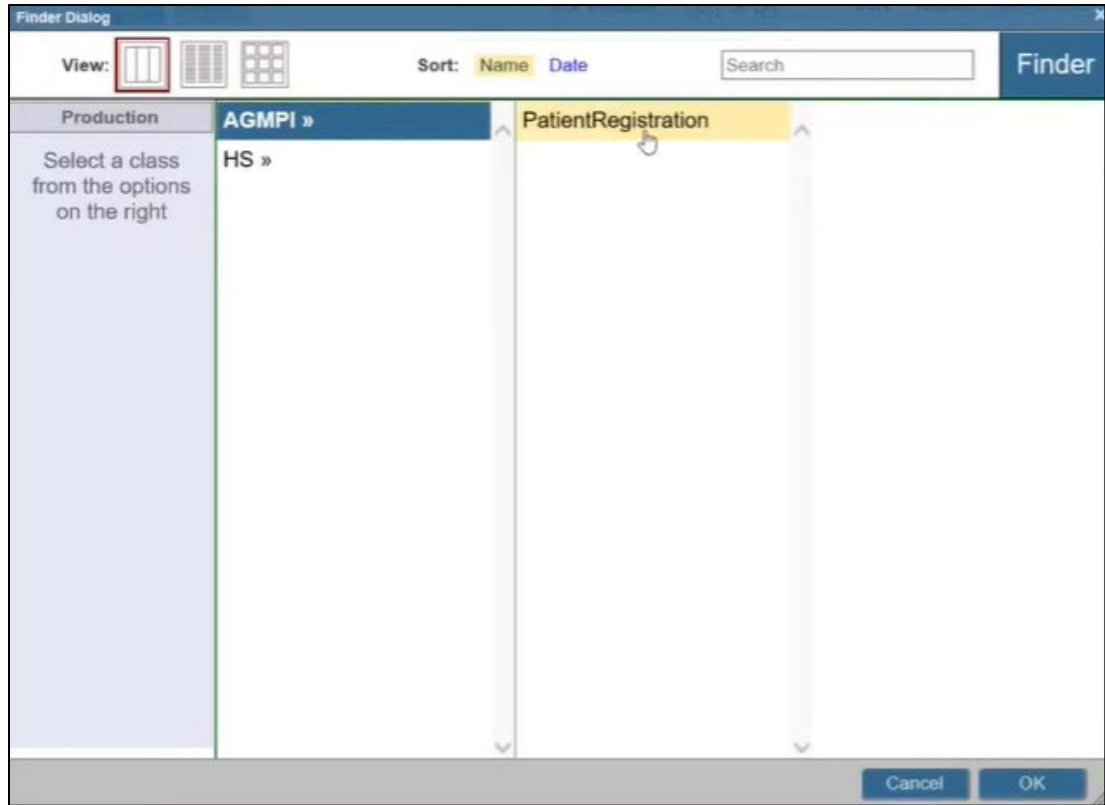 Finder Dialog
View: Sort: Name Date Search Finder
Production
Select a class
from the options
on the right
AGMPI »
HS »
PatientRegistration
Cancel OK